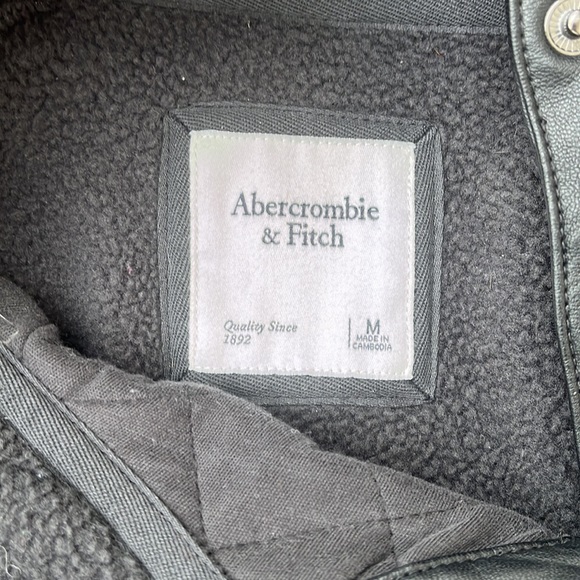 Abercrombie
& Fitch
Quality Since
1892
M
MADE IN
CAMBODIA